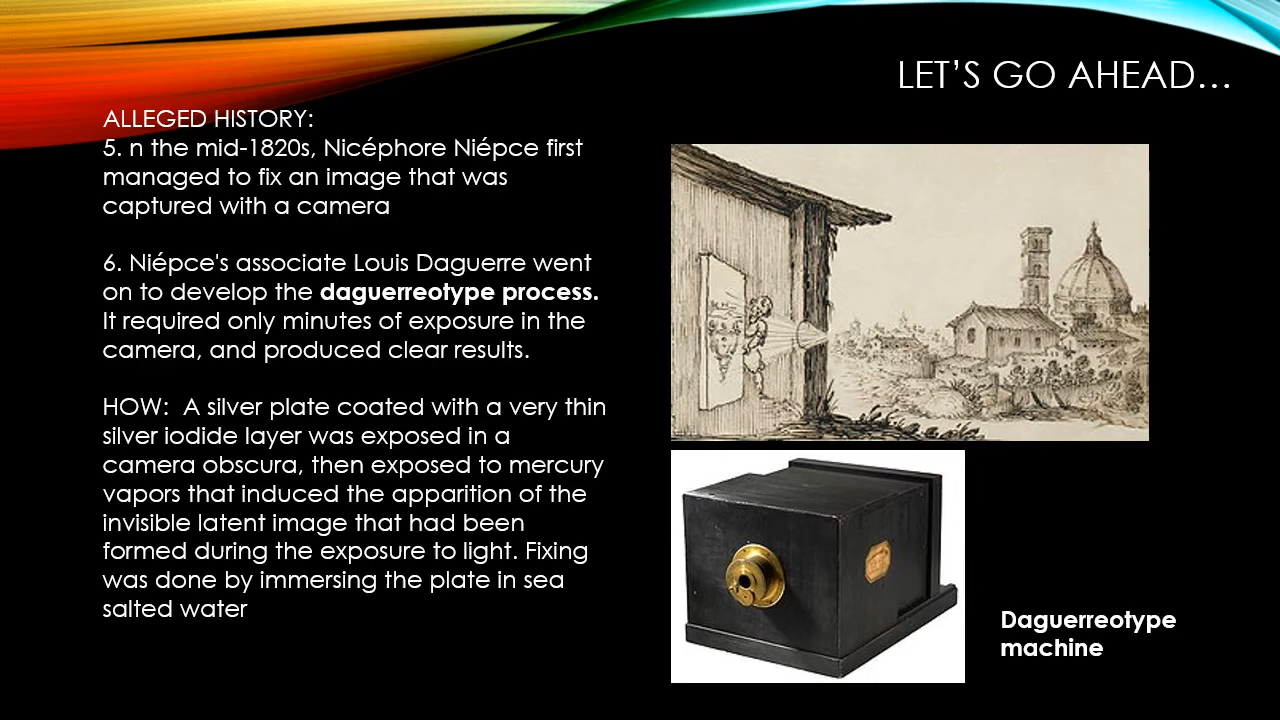 LET'S GO AHEAD...
ALLEGED HISTORY:
5. n the mid-1820s, Nicéphore Niépce first
managed to fix an image that was
captured with a camera
6. Niépce's associate Louis Daguerre went
on to develop the daguerreotype process.
It required only minutes of exposure in the
camera, and produced clear results.
HOW:  A silver plate coated with a very thin
silver iodide layer was exposed in a
camera obscura, then exposed to mercury
vapors that induced the apparition of the
invisible latent image that had been
formed during the exposure to light. Fixing
was done by immersing the plate in sea
salted water
Daguerreotype
machine